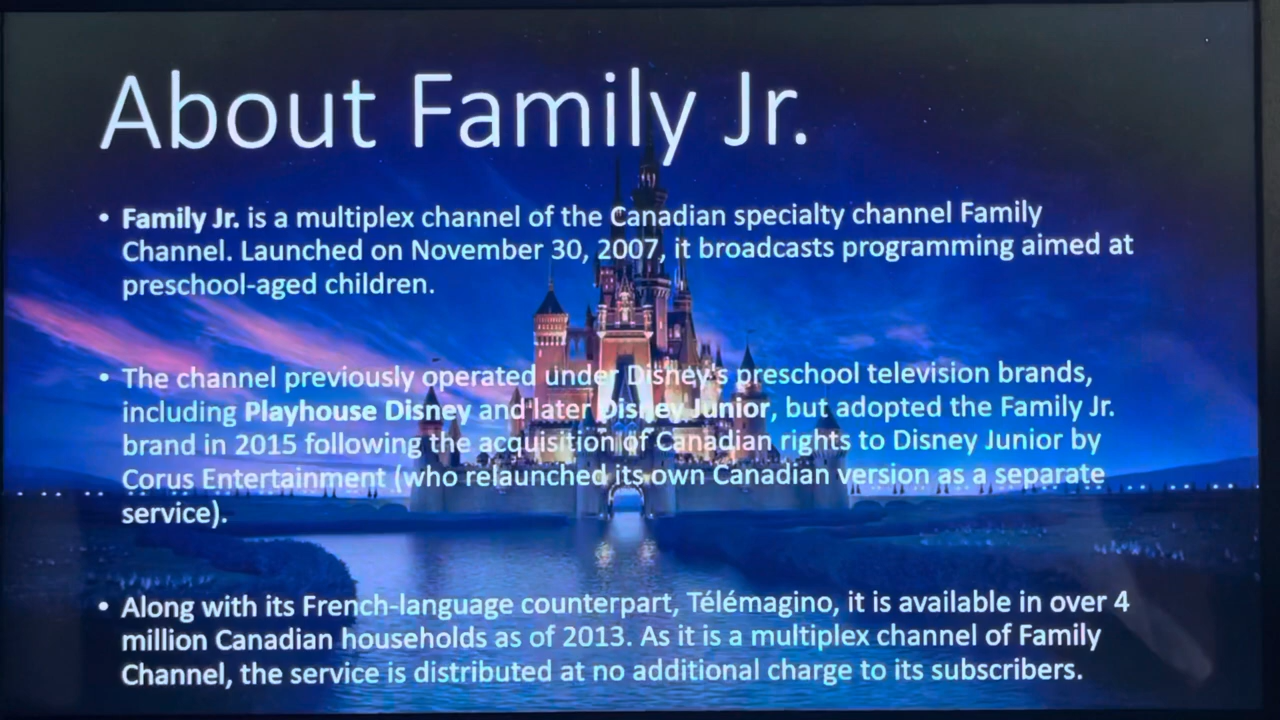 About Family Jr.
• Family Jr. is a multiplex channel of the Canadian specialty channel Family
Channel. Launched on November 30, 2007, it broadcasts programming aimed at
preschool-aged children.
• The channel previously operated under Disney's preschool television brands,
including Playhouse Disney and later Disney Junior, but adopted the Family Jr.
brand in 2015 following the acquisition of Canadian rights to Disney Junior by
Corus Entertainment (who relaunched its own Canadian version as a separate
service).
• Along with its French-language counterpart, Télémagino, it is available in over 4
million Canadian households as of 2013. As it is a multiplex channel of Family
Channel, the service is distributed at no additional charge to its subscribers.